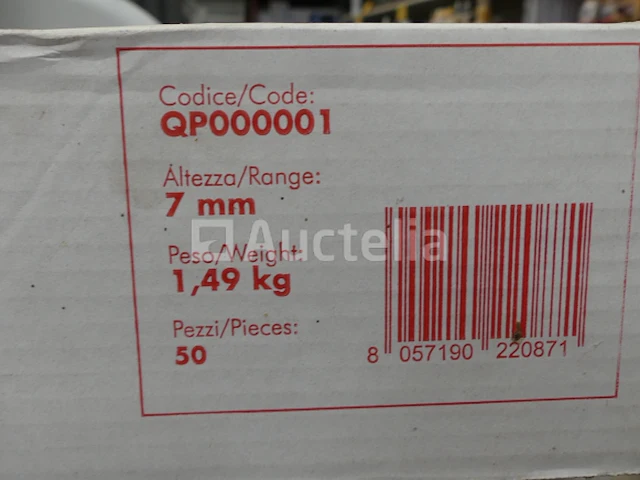 Codice/Code:
QP000001
Altezza/Range:
7 mm
Peso/Weight:
1,49 kg
Pezzi/Pieces:
50
Auctelia
8 057190 220871